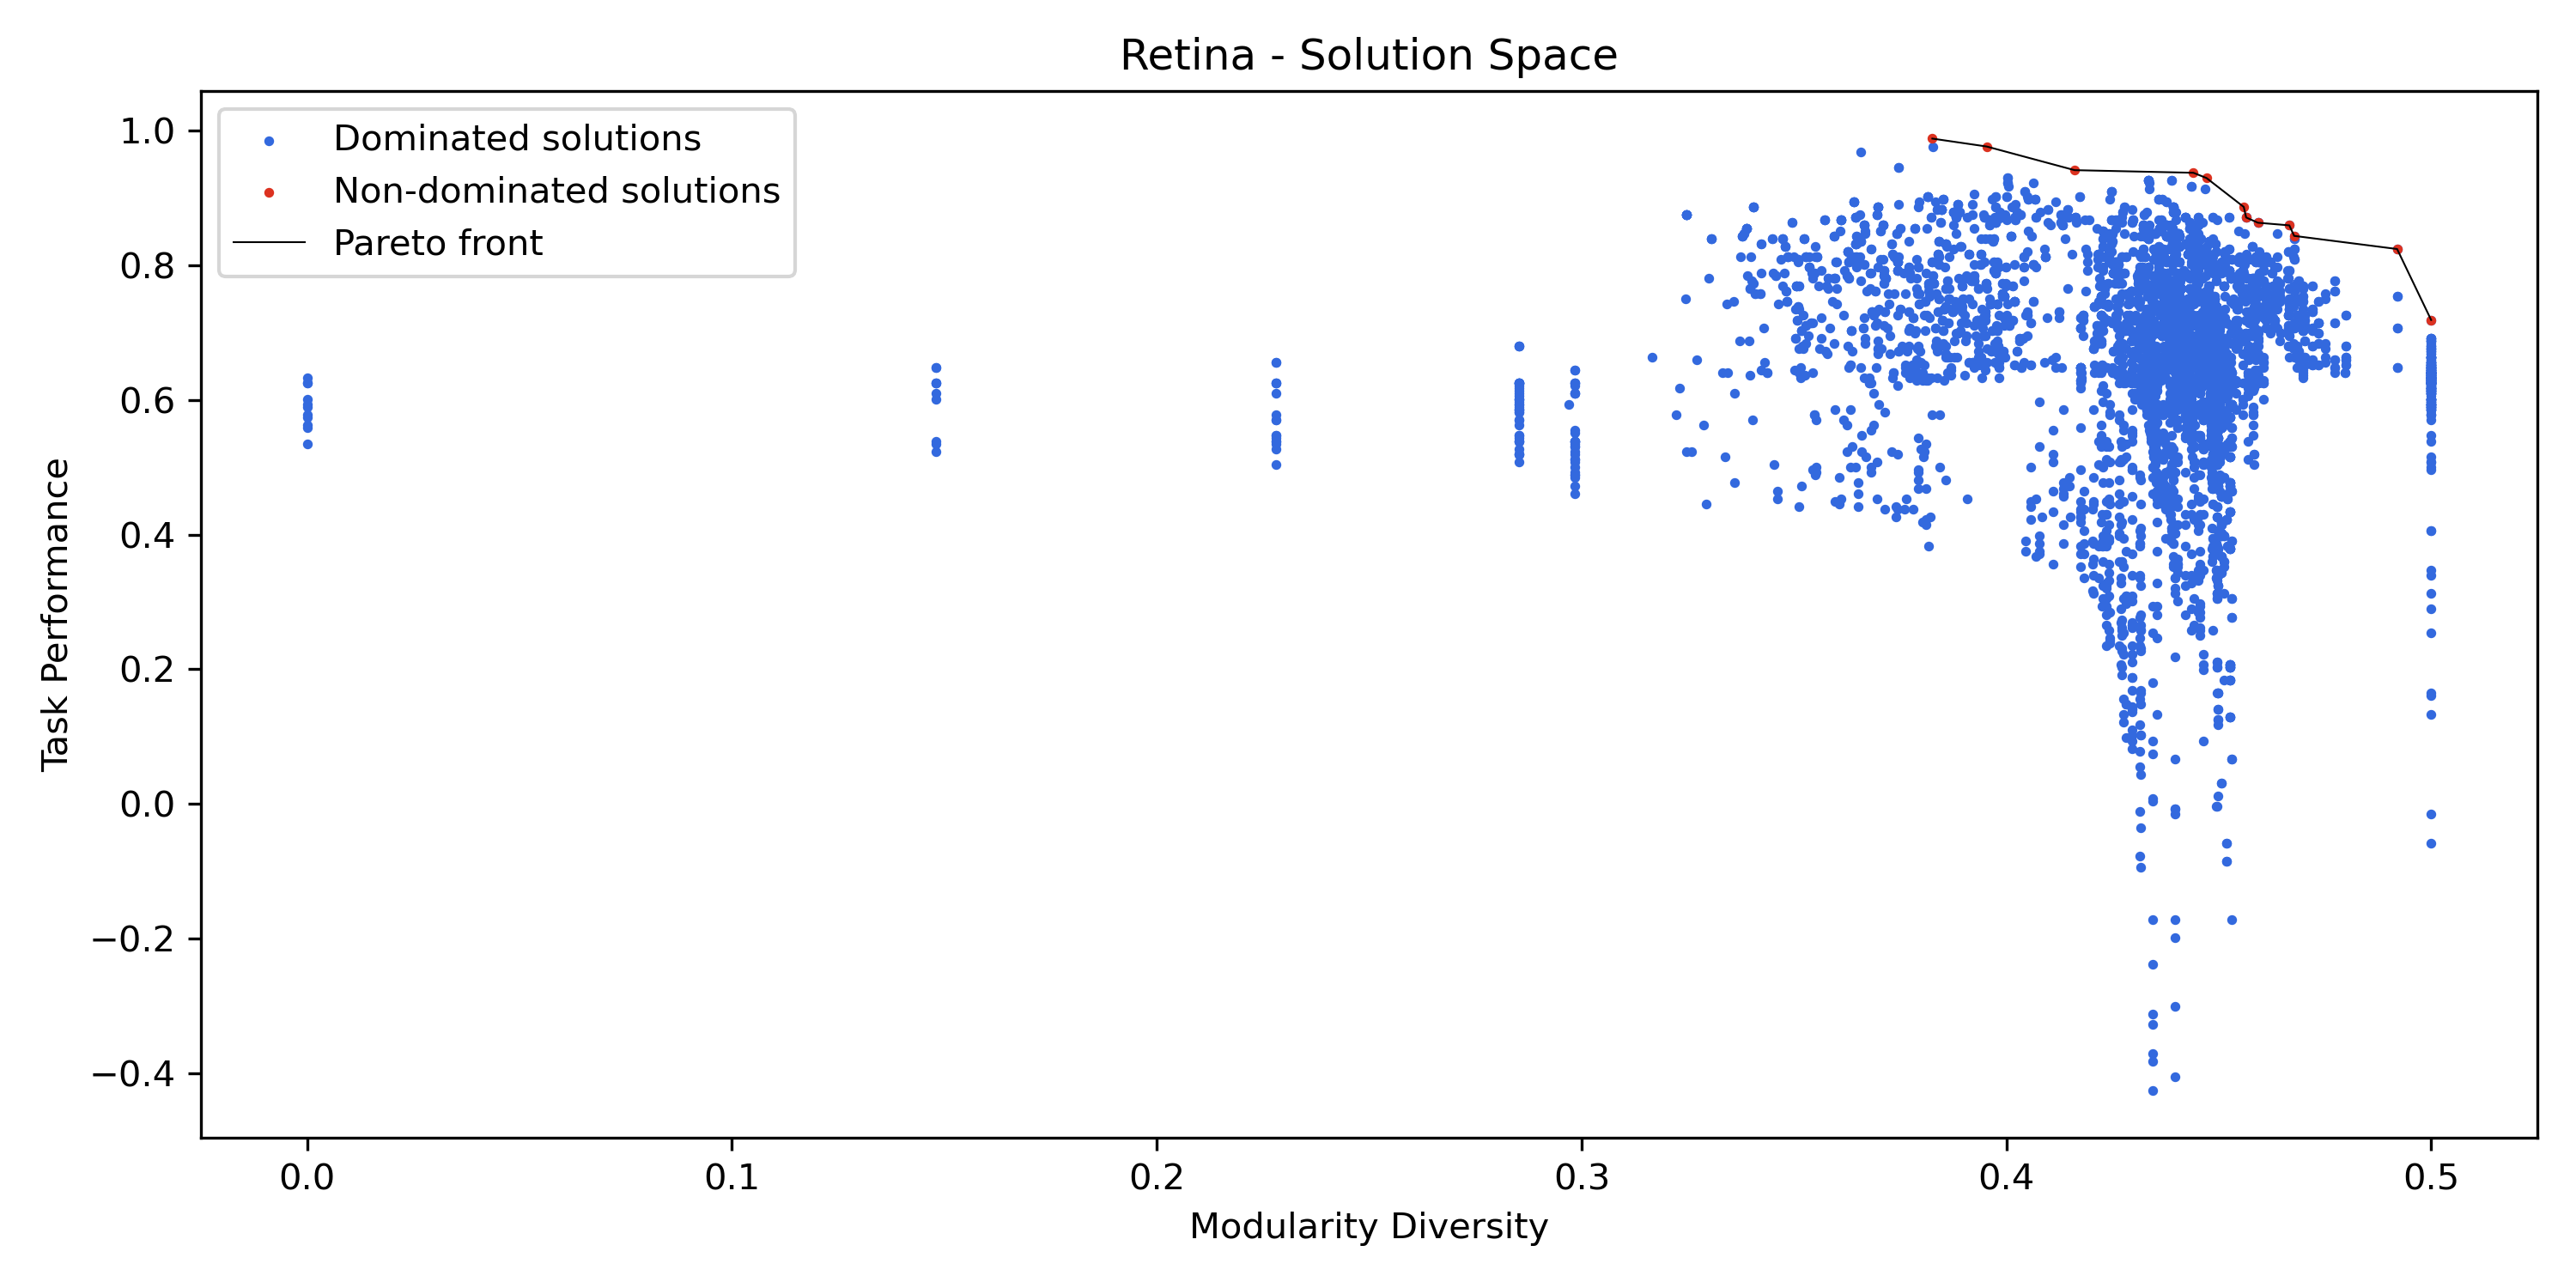 Retina - Solution Space
Dominated solutions
Non-dominated solutions
Pareto front
1.0
0.8
0.6
0.4
0.2
0.0
−0.2
−0.4
Task Performance
0.0 0.1 0.2 0.3 0.4 0.5
Modularity Diversity